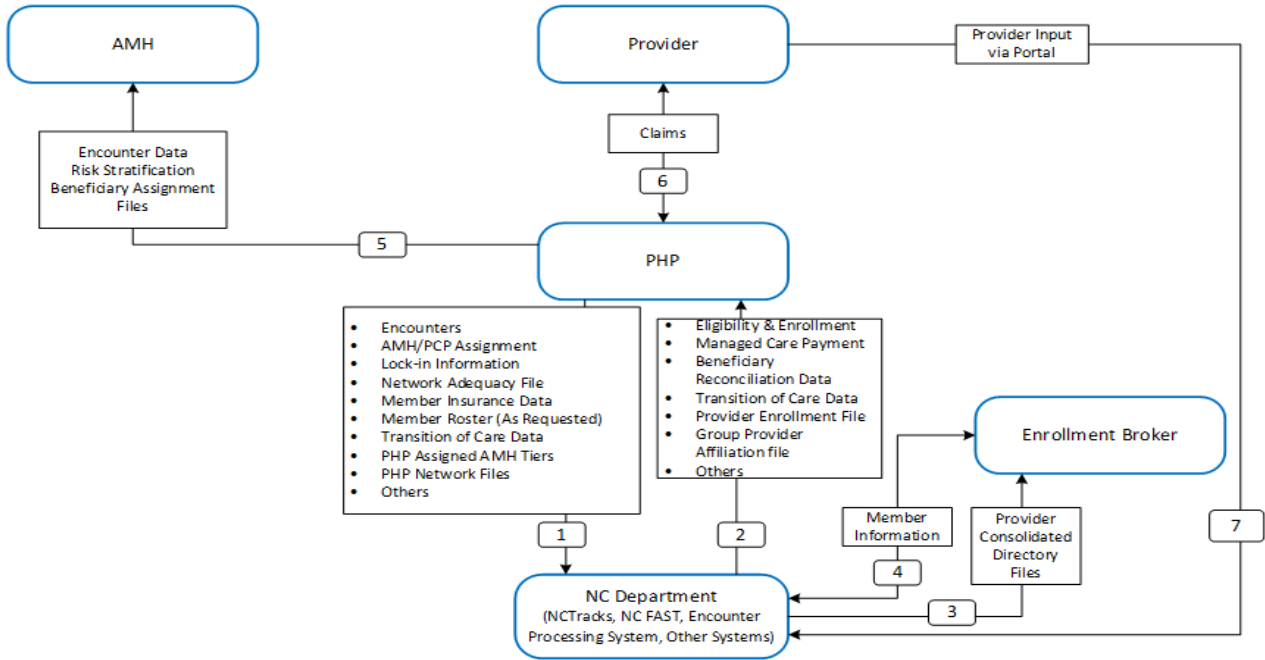 AMH
Provider
Provider Input
via Portal
Encounter Data
Risk Stratification
Beneficiary Assignment
Files
Claims
6
5
PHP
• Encounters
• AMH/PCP Assignment
• Lock-in Information
• Network Adequacy File
• Member Insurance Data
• Member Roster (As Requested)
• Transition of Care Data
• PHP Assigned AMH Tiers
• PHP Network Files
• Others
• Eligibility & Enrollment
• Managed Care Payment
• Beneficiary
Reconciliation Data
• Transition of Care Data
• Provider Enrollment File
• Group Provider
Affiliation file
• Others
Enrollment Broker
1
2
Member
Information
4
Provider
Consolidated
Directory
Files
3
7
NC Department
(NCTracks, NC FAST, Encounter
Processing System, Other Systems)